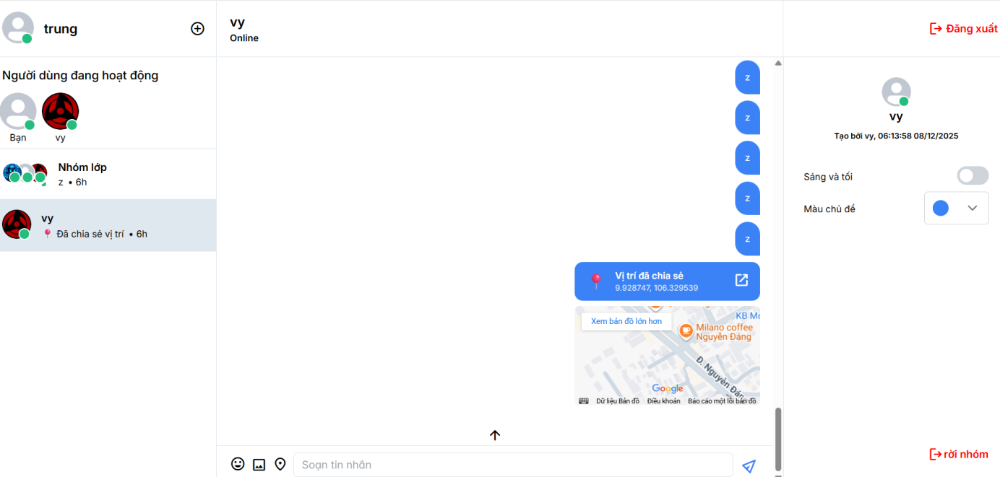 trung
Người dùng đang hoạt động
Bạn
vy
Nhóm lớp
z • 6h
vy
Đã chia sẻ vị trí • 6h
vy
Online
z
z
z
z
z
Vị trí đã chia sẻ
9.928747, 106.329539
Xem bản đồ lớn hơn
KB
Milano coffee
Nguyễn Đáng
Đ. Nguyễn
Google
Dữ liệu Bản đồ
Điều khoản
Báo cáo một lỗi bản đồ
Soạn tin nhắn
Đăng xuất
vy
Tạo bởi vy, 06:13:58 08/12/2025
Sáng và tối
Màu chủ đề
rời nhóm